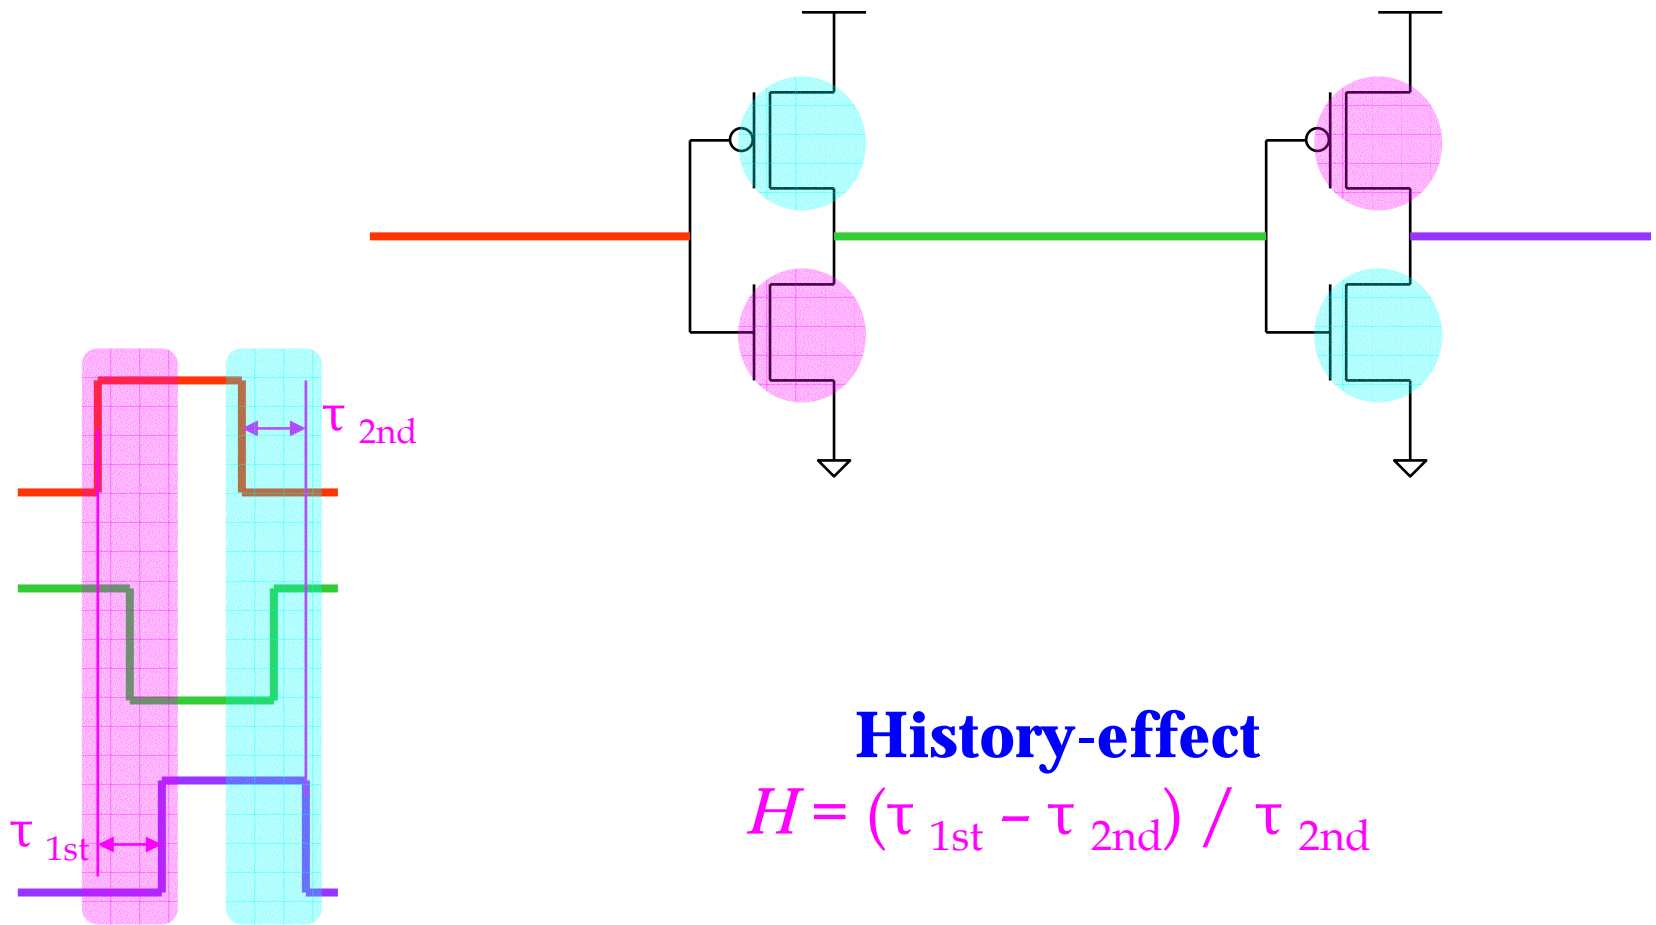 τ 2nd
History-effect
H = (τ 1st – τ 2nd) / τ 2nd
τ 1st